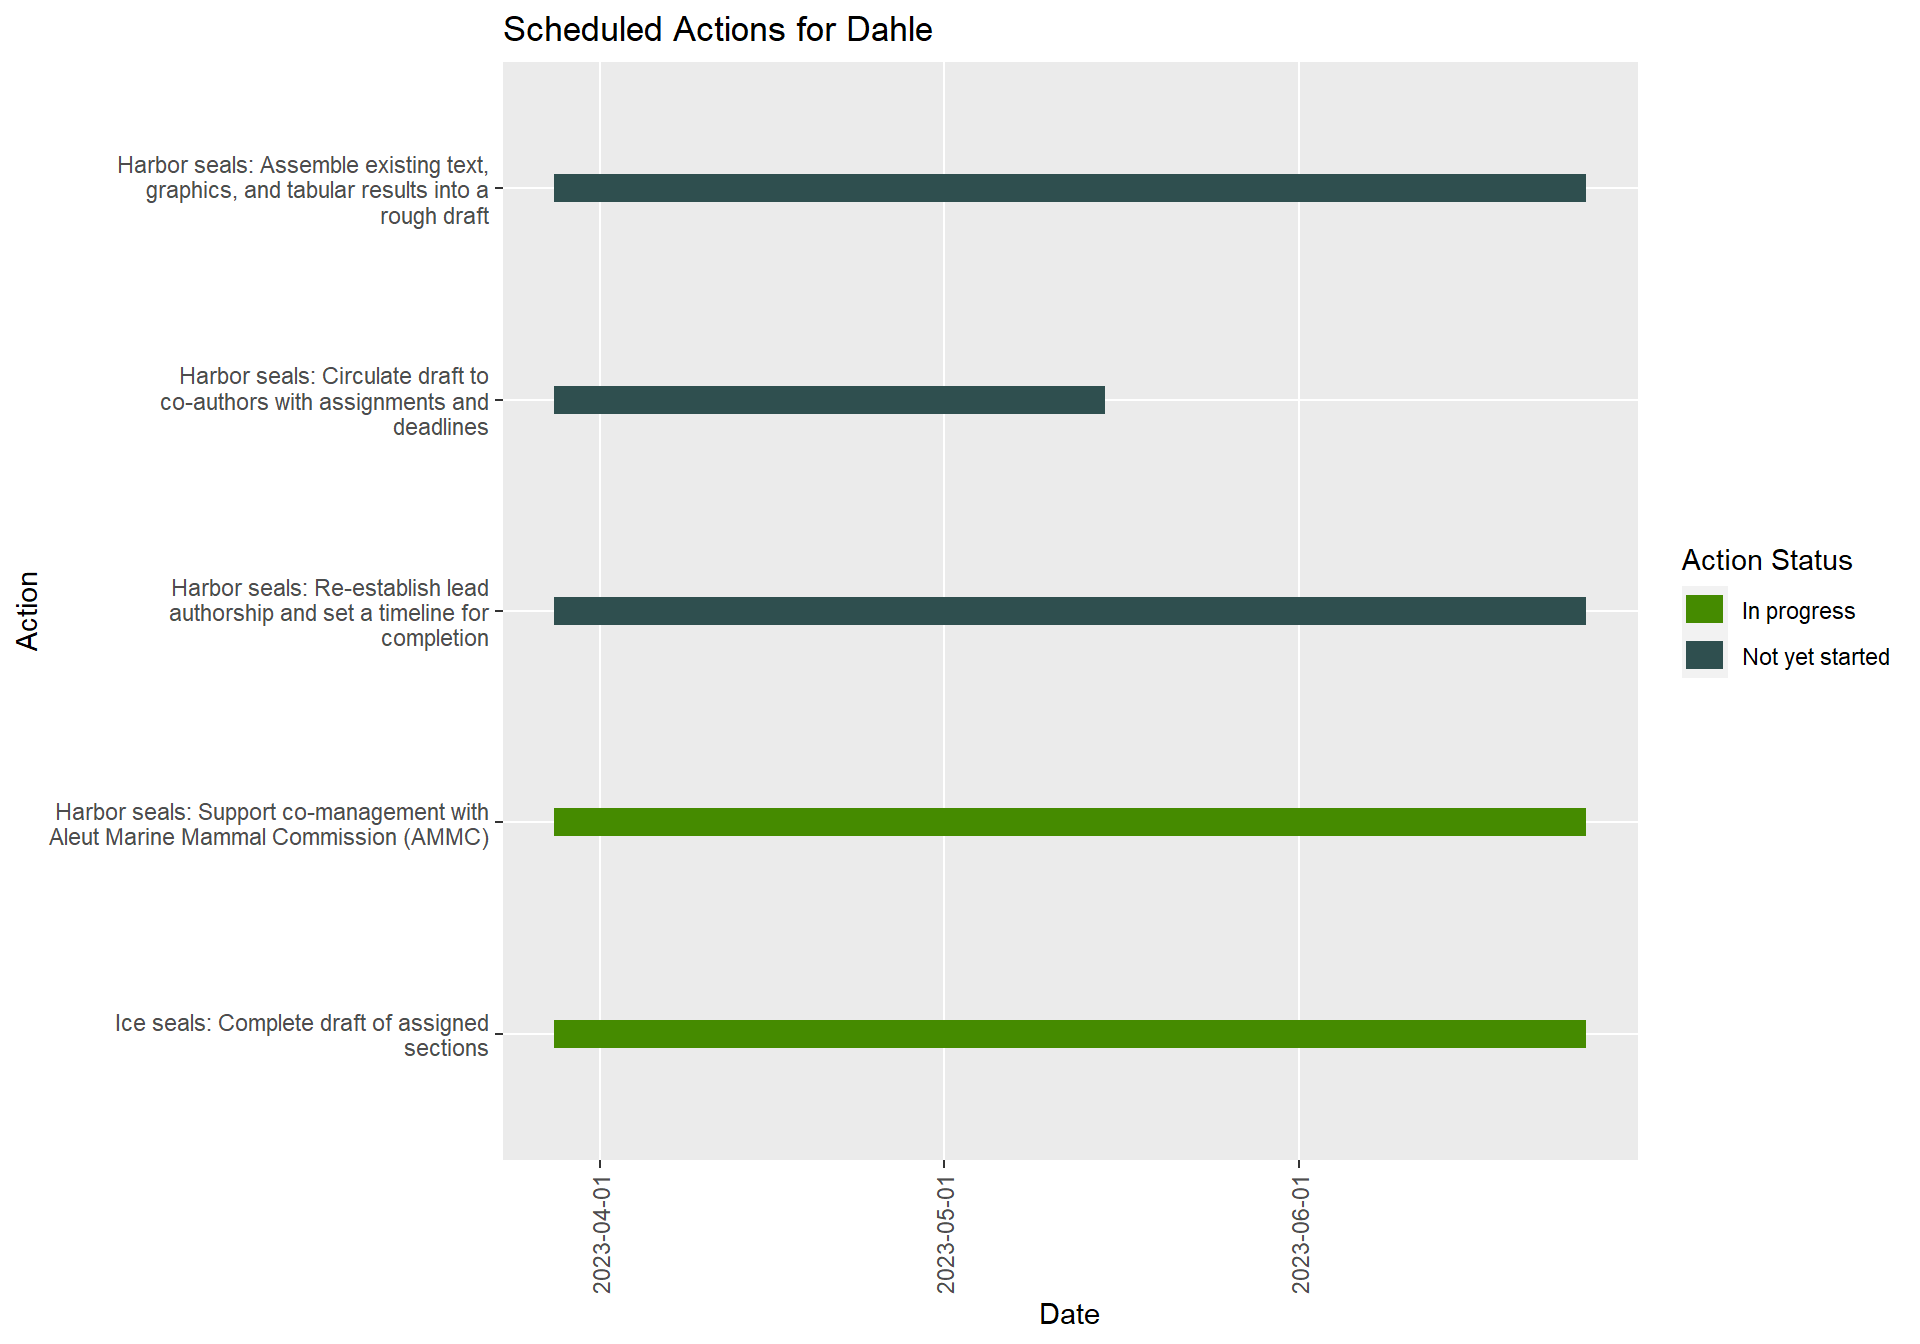 Scheduled Actions for Dahle
Harbor seals: Assemble existing text,
graphics, and tabular results into a
rough draft
Harbor seals: Circulate draft to
co-authors with assignments and
deadlines
Harbor seals: Re-establish lead
authorship and set a timeline for
completion
Harbor seals: Support co-management with
Aleut Marine Mammal Commission (AMMC)
Ice seals: Complete draft of assigned
sections
Action
2023-04-01
2023-05-01
2023-06-01
Date
Action Status
In progress
Not yet started